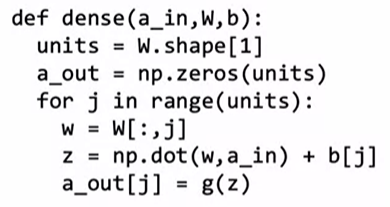 def dense(a_in,W,b):
  units = W.shape[1]
  a_out = np.zeros(units)
  for j in range(units):
    w = W[:,j]
    z = np.dot(w,a_in) + b[j]
    a_out[j] = g(z)